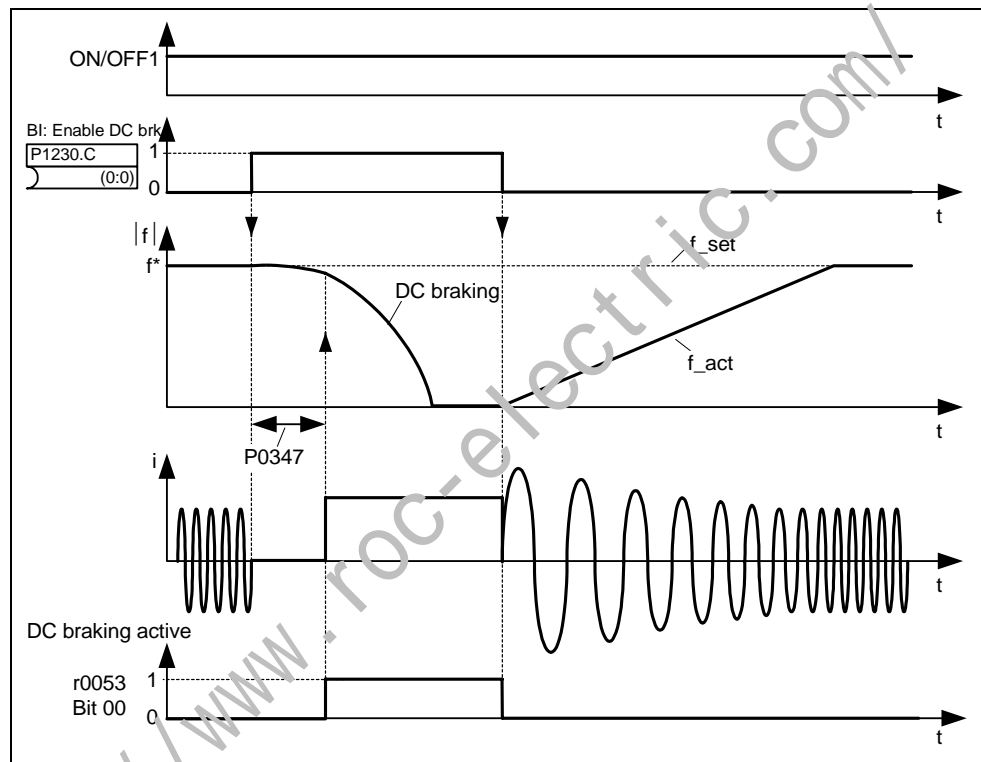 ON/OFF1
t
BI: Enable DC brk
P1230.C
(0:0)
1
0
t
|f|
f*
f_set
DC braking
f_act
t
P0347
i
t
DC braking active
r0053
Bit 00
1
0
t
//www.roc-electric.com/